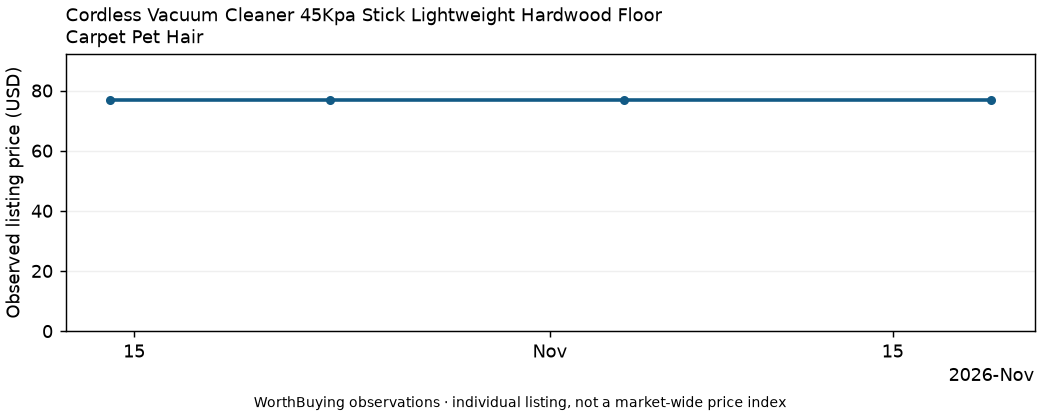 Cordless Vacuum Cleaner 45Kpa Stick Lightweight Hardwood Floor
Carpet Pet Hair
Observed listing price (USD)
80
60
40
20
0
15
Nov
15
2026-Nov
WorthBuying observations · individual listing, not a market-wide price index